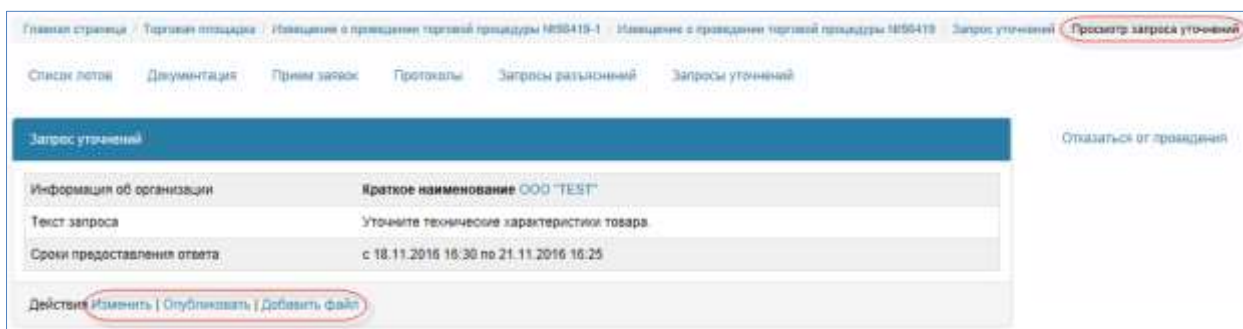 Главная страница / Торговая площадка / Извещение о проведении торговой процедуры №56419-1 / Извещение о проведении торговой процедуры №56419 / Запрос уточнений / Просмотр запроса уточнений
Список лотов Документация Прием заявок Протоколы Запросы разъяснений Запросы уточнений
Запрос уточнений Отказаться от проведения
Информация об организации Краткое наименование ООО "TEST"
Текст запроса Уточните технические характеристики товара.
Сроки предоставления ответа с 18.11.2016 16:30 по 21.11.2016 16:25
Действия Изменить | Опубликовать | Добавить файл